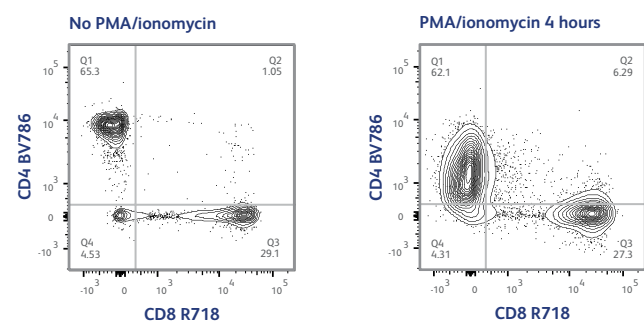 No PMA/ionomycin
CD4 BV786
10^5
10^4
10^3
0
-10^3
Q1
65.3
Q2
1.05
Q4
4.53
Q3
29.1
-10^3 0 10^3 10^4 10^5
CD8 R718
PMA/ionomycin 4 hours
CD4 BV786
10^5
10^4
10^3
0
-10^3
Q1
62.1
Q2
6.29
Q4
4.31
Q3
27.3
-10^3 0 10^3 10^4 10^5
CD8 R718